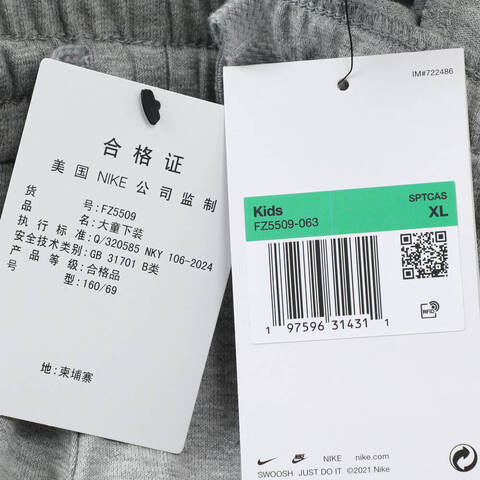 合格证
美国 NIKE 公司监制
货 号: FZ5509
品 名: 大童下装
执行标准: Q/320585 NKY 106-2024
安全技术类别: GB 31701 B类
产品等级: 合格品
号 型: 160/69
地: 柬埔寨
IM#722486
SPTCAS
Kids XL
FZ5509-063
RFID
1 97596 31431 1
NIKE nike.com
SWOOSH JUST DO IT ©2021 Nike